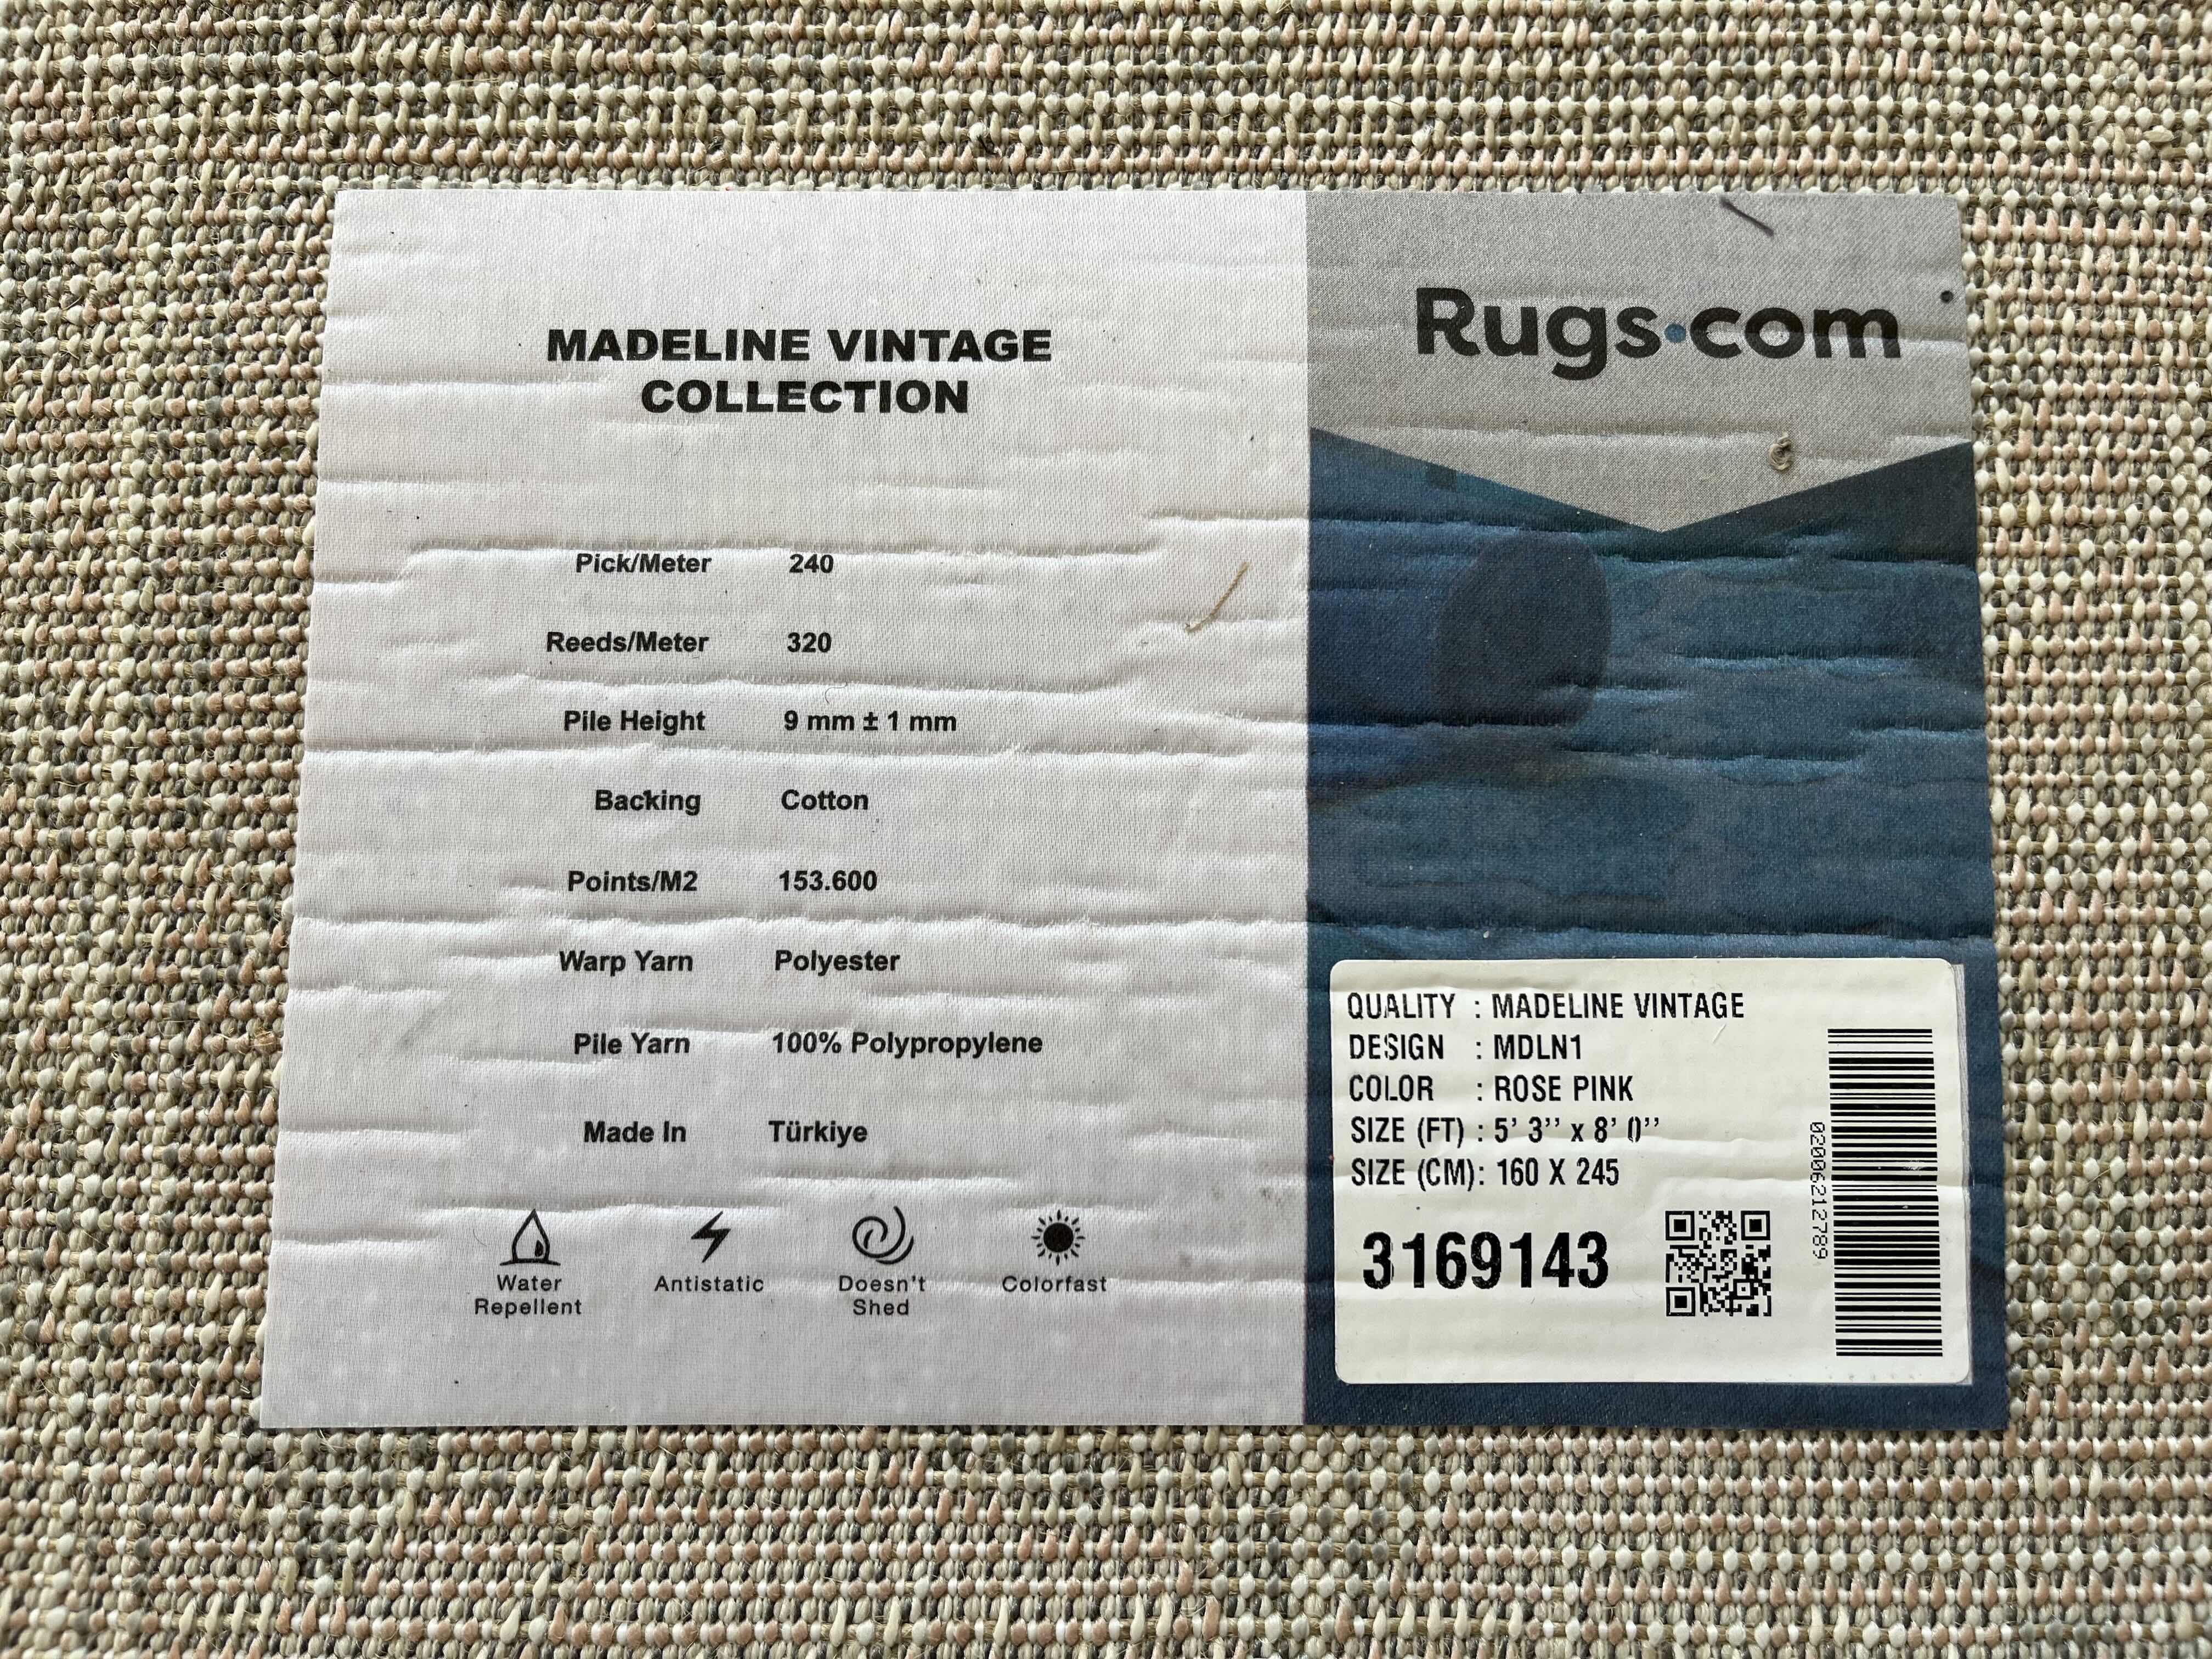 MADELINE VINTAGE
COLLECTION
Pick/Meter 240
Reeds/Meter 320
Pile Height 9 mm ± 1 mm
Backing Cotton
Points/M2 153.600
Warp Yarn Polyester
Pile Yarn 100% Polypropylene
Made In Türkiye
Water
Repellent
Antistatic
Doesn't
Shed
Colorfast
Rugs.com
QUALITY : MADELINE VINTAGE
DESIGN : MDLN1
COLOR : ROSE PINK
SIZE (FT) : 5' 3'' x 8' 0''
SIZE (CM): 160 X 245
3169143
02006212789